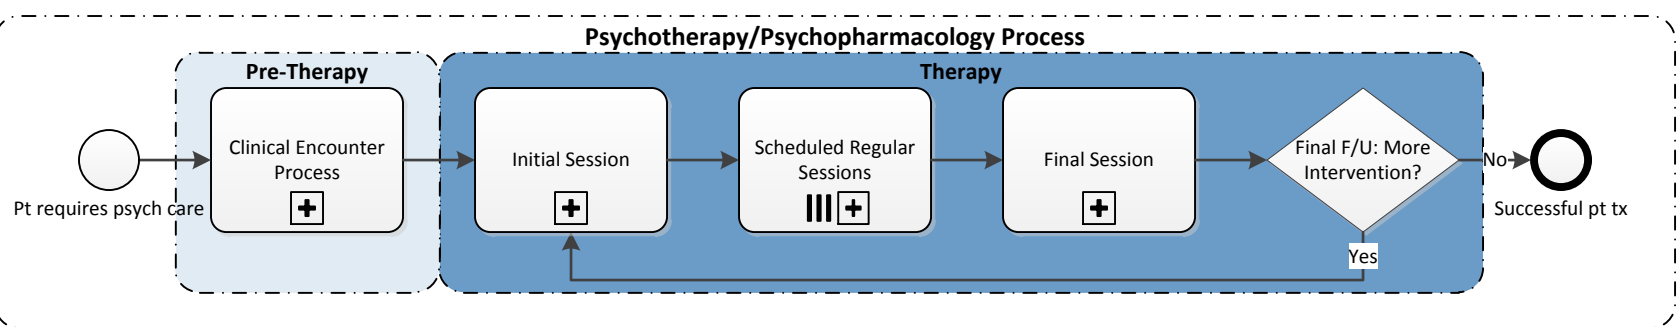 Psychotherapy/Psychopharmacology Process
Pre-Therapy
Therapy
Pt requires psych care
Clinical Encounter
Process
Initial Session
Scheduled Regular
Sessions
Final Session
Final F/U: More
Intervention?
No
Yes
Successful pt tx